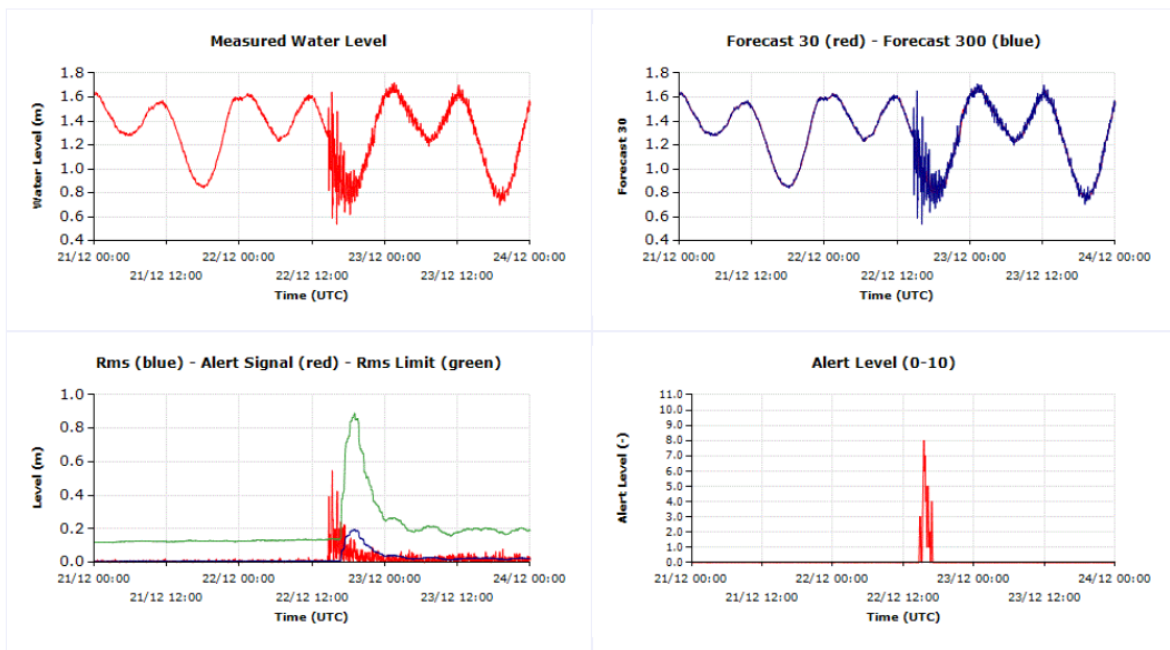 Measured Water Level
Water Level (m)
1.8
1.6
1.4
1.2
1.0
0.8
0.6
0.4
21/12 00:00 22/12 00:00 23/12 00:00 24/12 00:00
21/12 12:00 22/12 12:00 23/12 12:00
Time (UTC)
Forecast 30 (red) - Forecast 300 (blue)
Forecast 30
1.8
1.6
1.4
1.2
1.0
0.8
0.6
0.4
21/12 00:00 22/12 00:00 23/12 00:00 24/12 00:00
21/12 12:00 22/12 12:00 23/12 12:00
Time (UTC)
Rms (blue) - Alert Signal (red) - Rms Limit (green)
Level (m)
1.0
0.8
0.6
0.4
0.2
0.0
21/12 00:00 22/12 00:00 23/12 00:00 24/12 00:00
21/12 12:00 22/12 12:00 23/12 12:00
Time (UTC)
Alert Level (0-10)
Alert Level (-)
11.0
10.0
9.0
8.0
7.0
6.0
5.0
4.0
3.0
2.0
1.0
0.0
21/12 00:00 22/12 00:00 23/12 00:00 24/12 00:00
21/12 12:00 22/12 12:00 23/12 12:00
Time (UTC)